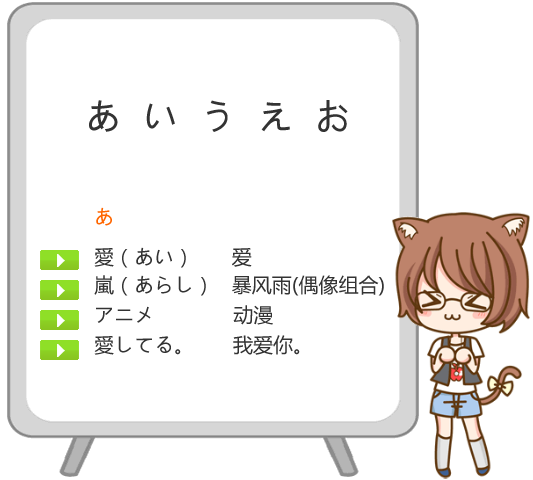 あ い う え お
あ
愛（あい） 爱
嵐（あらし） 暴风雨(偶像组合)
アニメ 动漫
愛してる。 我爱你。